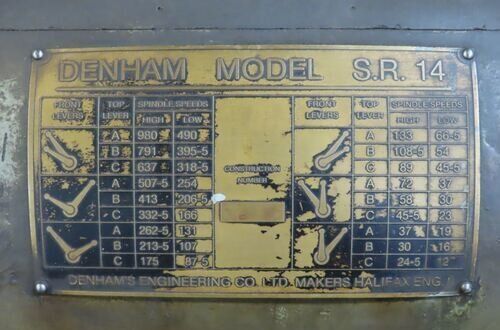 DENHAM MODEL S.R. 14
FRONT LEVERS TOP LEVER SPINDLE SPEEDS HIGH LOW
A 980 490
B 791 395-5
C 637 318-5
A 507-5 254
B 413 206-5
C 332-5 166
A 262-5 131
B 213-5 107
C 175 87-5
CONSTRUCTION NUMBER
FRONT LEVERS TOP LEVER SPINDLE SPEEDS HIGH LOW
A 133 66-5
B 108-5 54
C 89 45-5
A 72 37
B 58 30
C 45-5 23
A 37 19
B 30 16
C 24-5 12
DENHAM'S ENGINEERING CO. LTD. MAKERS HALIFAX ENG.